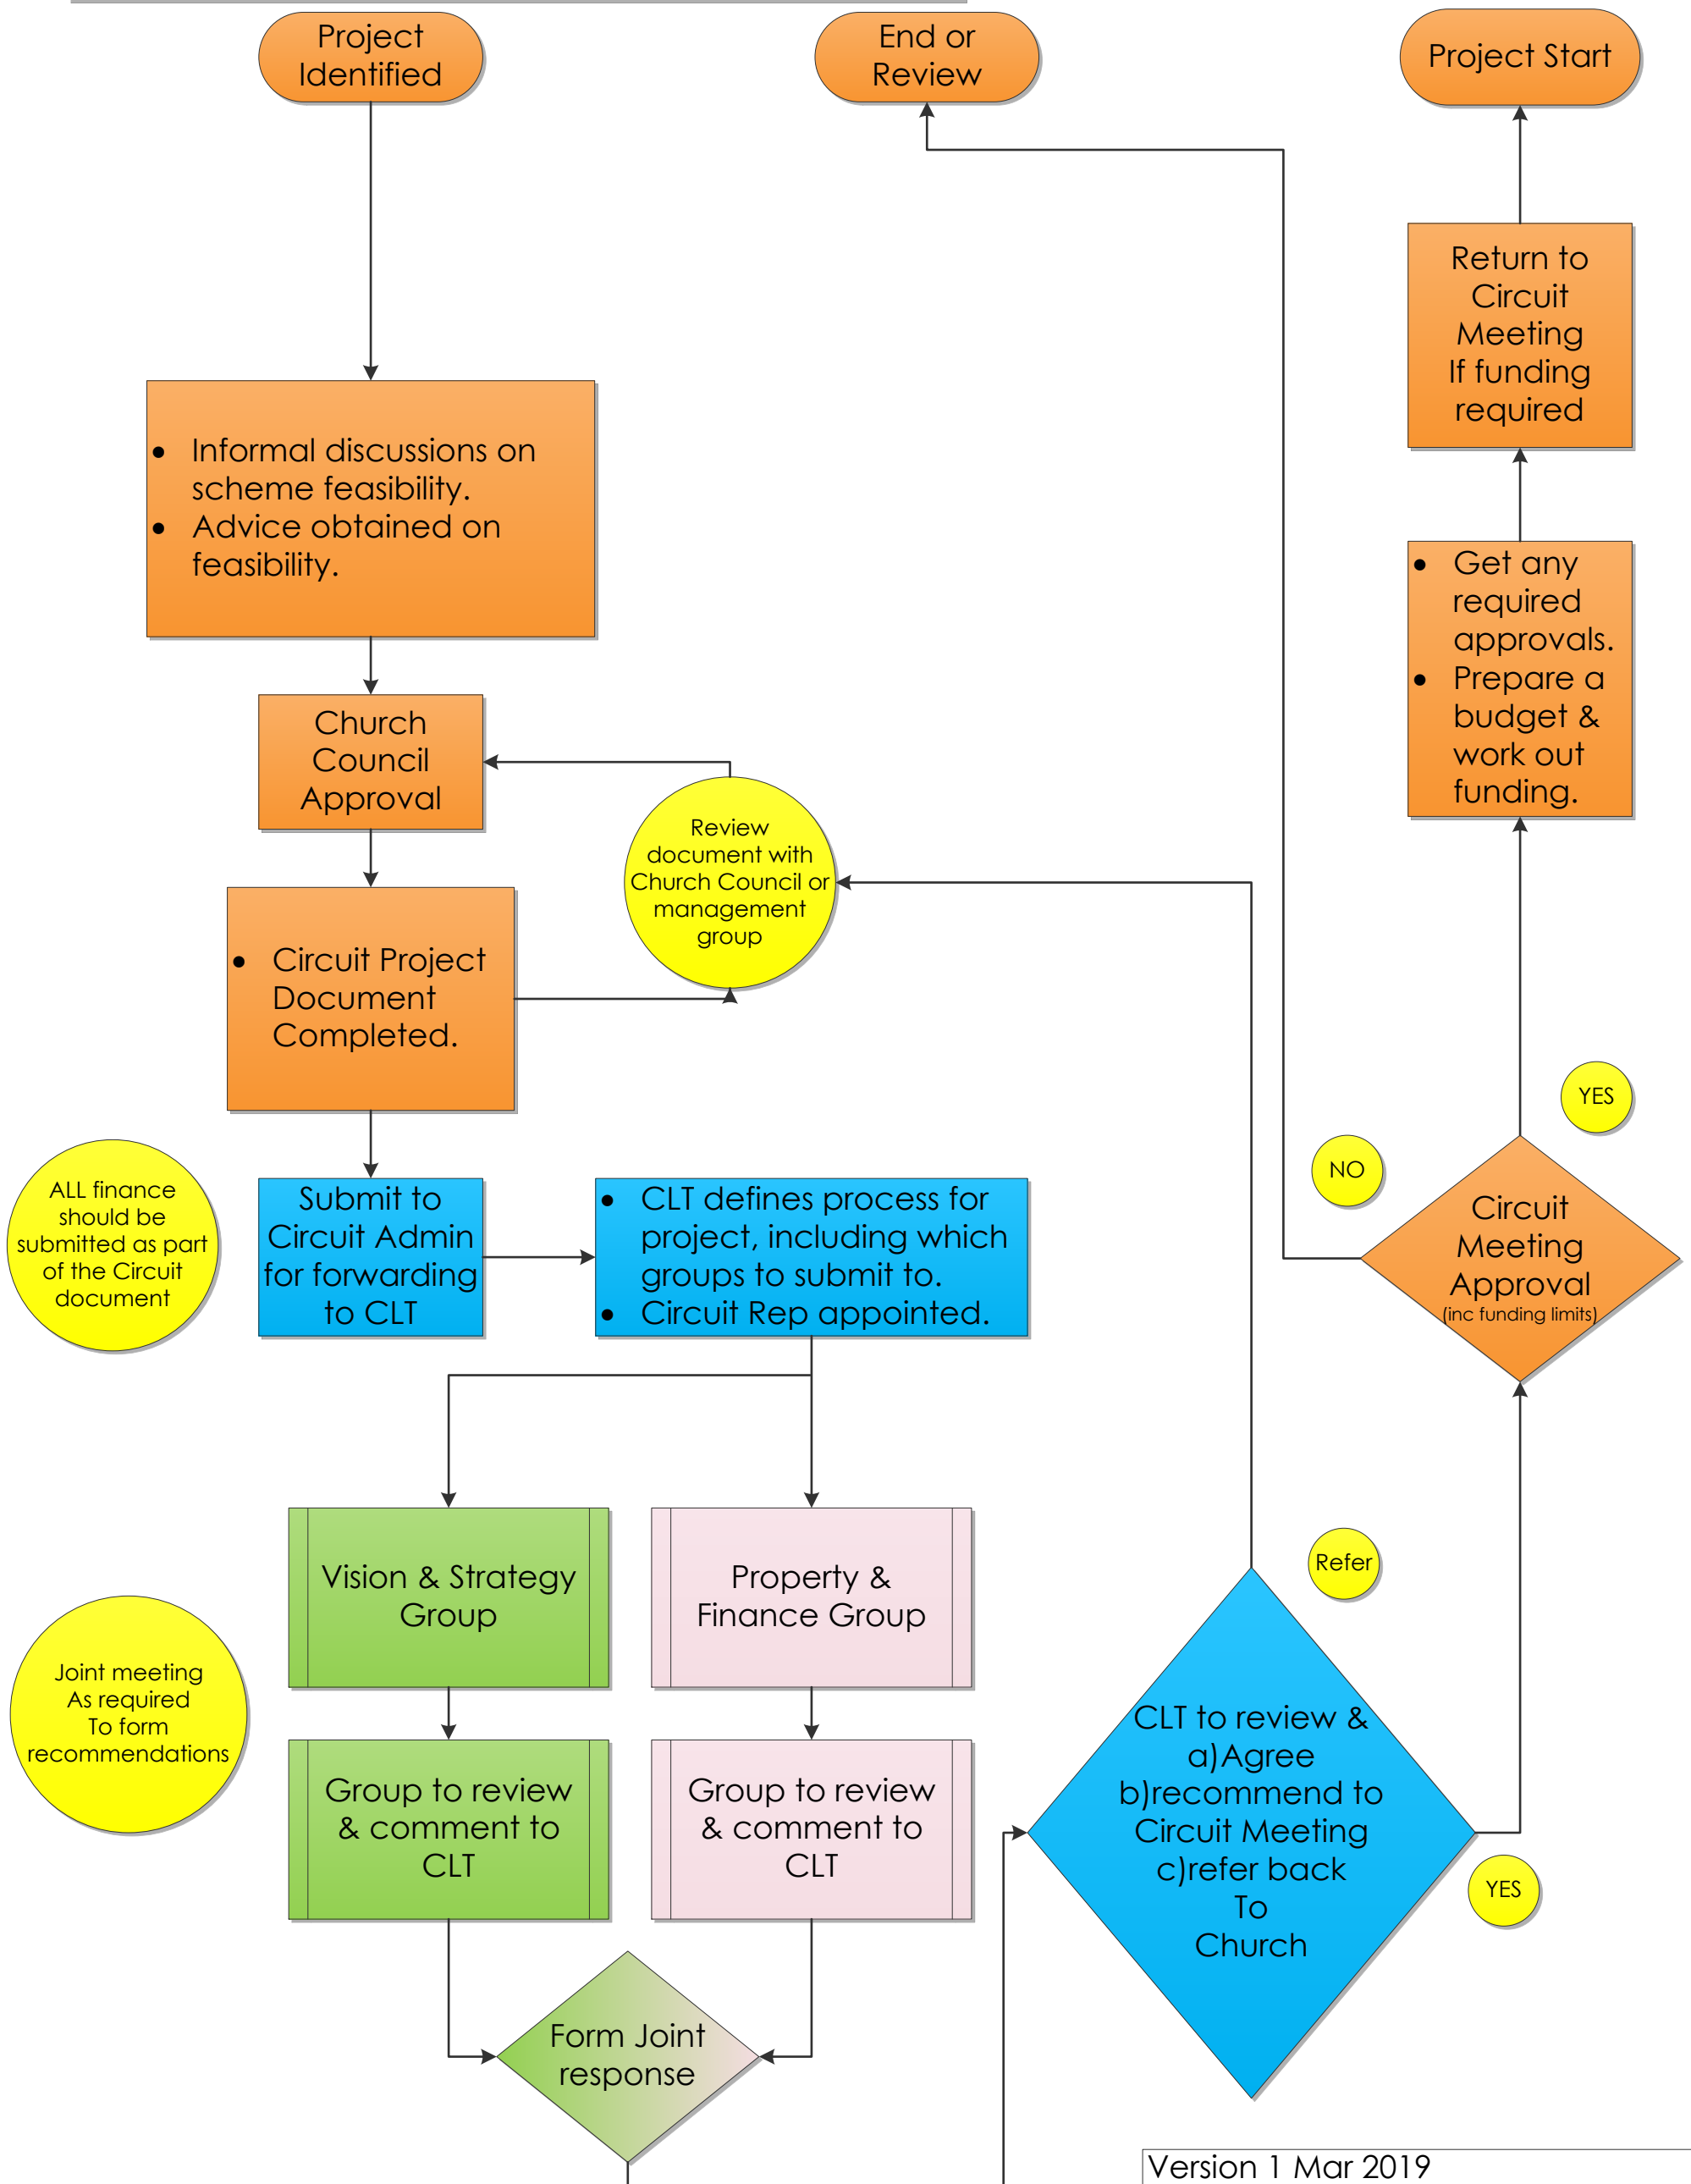 Project
Identified
End or
Review
Project Start
Return to
Circuit
Meeting
If funding
required
• Informal discussions on
scheme feasibility.
• Advice obtained on
feasibility.
• Get any
required
approvals.
• Prepare a
budget &
work out
funding.
Church
Council
Approval
Review
document with
Church Council or
management
group
• Circuit Project
Document
Completed.
YES
NO
ALL finance
should be
submitted as part
of the Circuit
document
Submit to
Circuit Admin
for forwarding
to CLT
• CLT defines process for
project, including which
groups to submit to.
• Circuit Rep appointed.
Circuit
Meeting
Approval
(inc funding limits)
Vision & Strategy
Group
Property &
Finance Group
Refer
Joint meeting
As required
To form
recommendations
Group to review
& comment to
CLT
Group to review
& comment to
CLT
CLT to review &
a)Agree
b)recommend to
Circuit Meeting
c)refer back
To
Church
YES
Form Joint
response
Version 1 Mar 2019